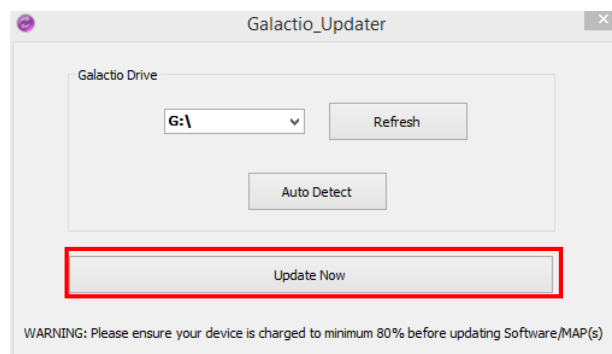 Galactio_Updater
Galactio Drive
G:\
Refresh
Auto Detect
Update Now
WARNING: Please ensure your device is charged to minimum 80% before updating Software/MAP(s)